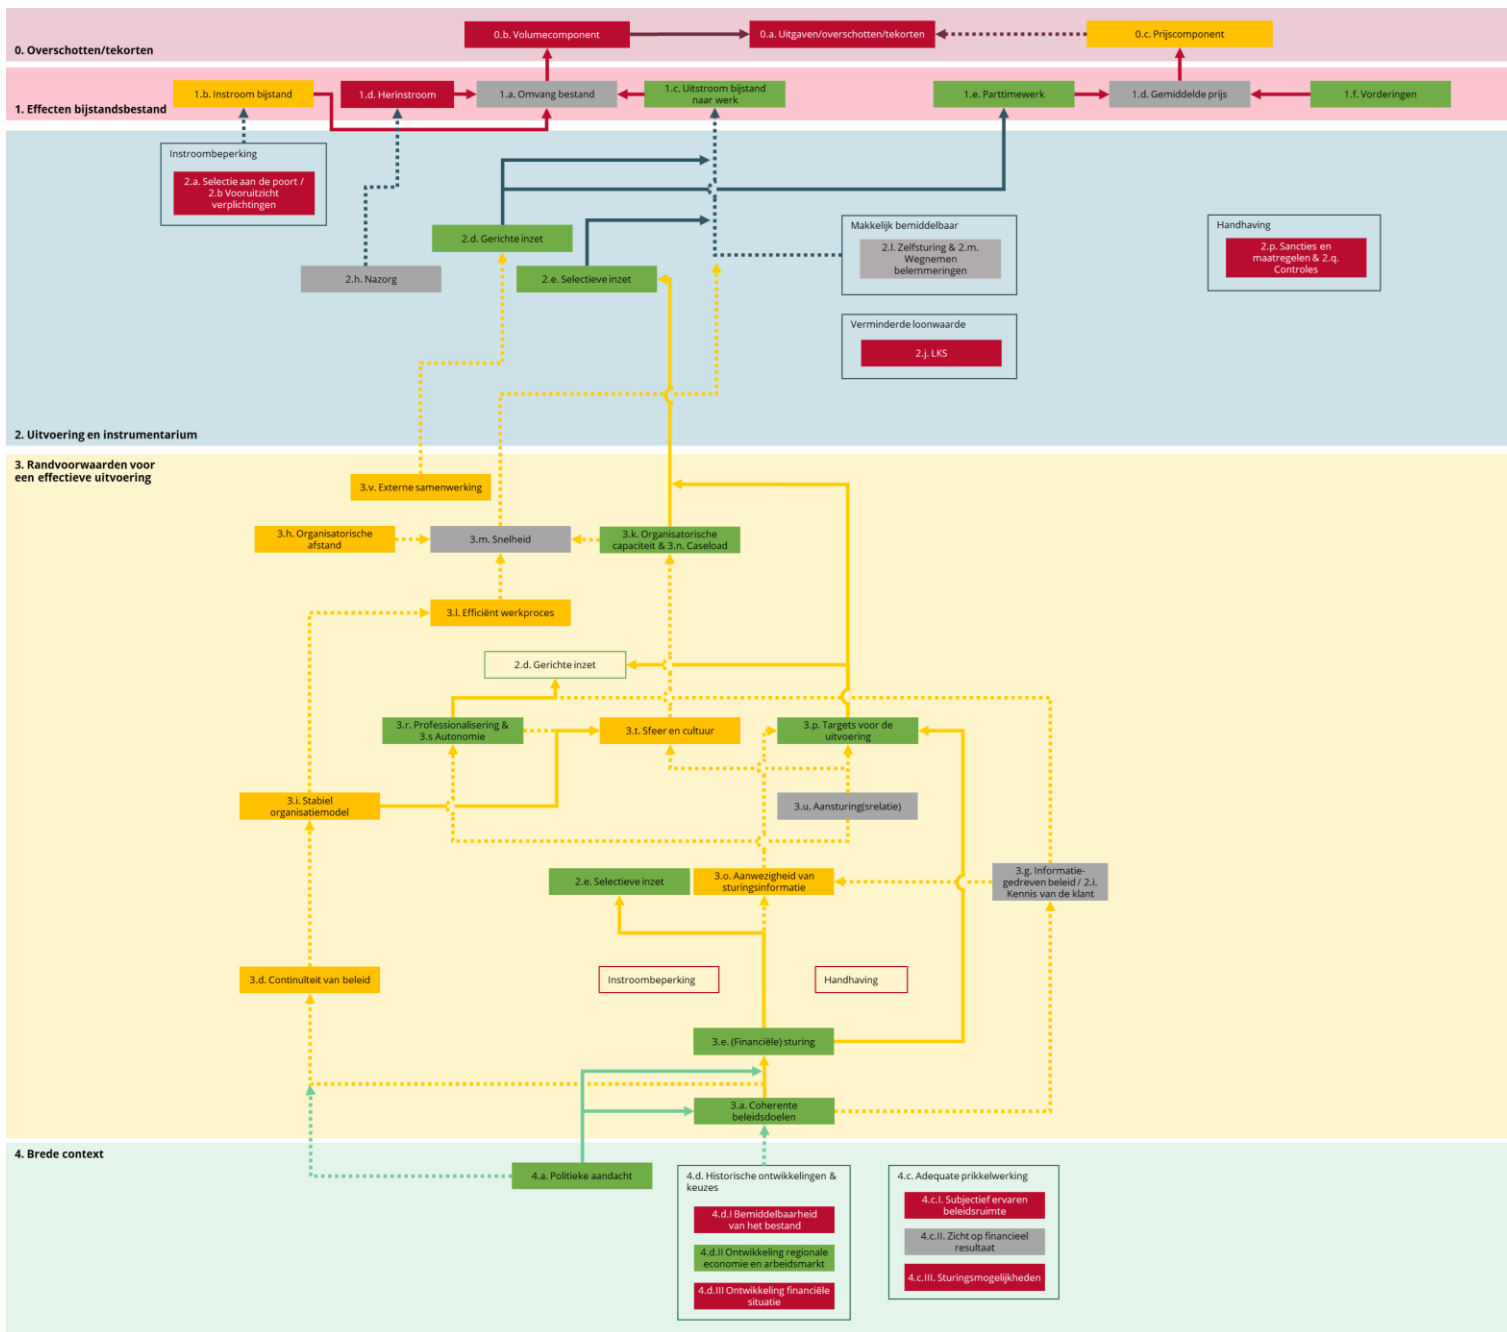 0. Overschotten/tekorten
0.b. Volumecomponent
0.a. Uitgaven/overschotten/tekorten
0.c. Prijscomponent
1. Effecten bijstandsbestand
1.b. Instroom bijstand
1.d. Herinstroom
1.a. Omvang bestand
1.c. Uitstroom bijstand
naar werk
1.e. Parttimewerk
1.d. Gemiddelde prijs
1.f. Vorderingen
Instroombeperking
2.a. Selectie aan de poort /
2.b Vooruitzicht
verplichtingen
2.d. Gerichte inzet
2.h. Nazorg
2.e. Selectieve inzet
Makkelijk bemiddelbaar
2.l. Zelfsturing & 2.m.
Wegnemen
belemmeringen
Handhaving
2.p. Sancties en
maatregelen & 2.q.
Controles
Verminderde loonwaarde
2.j. LKS
2. Uitvoering en instrumentarium
3. Randvoorwaarden voor
een effectieve uitvoering
3.v. Externe samenwerking
3.h. Organisatorische
afstand
3.m. Snelheid
3.k. Organisatorische
capaciteit & 3.n. Caseload
3.l. Efficiënt werkproces
2.d. Gerichte inzet
3.r. Professionalisering &
3.s Autonomie
3.t. Sfeer en cultuur
3.p. Targets voor de
uitvoering
3.i. Stabiel
organisatiemodel
3.u. Aansturing(srelatie)
2.e. Selectieve inzet
3.o. Aanwezigheid van
sturingsinformatie
3.g. Informatie-
gedreven beleid / 2.i.
Kennis van de klant
3.d. Continuïteit van beleid
Instroombeperking
Handhaving
3.e. (Financiële) sturing
3.a. Coherente
beleidsdoelen
4. Brede context
4.a. Politieke aandacht
4.d. Historische ontwikkelingen &
keuzes
4.d.I Bemiddelbaarheid
van het bestand
4.d.II Ontwikkeling regionale
economie en arbeidsmarkt
4.d.III Ontwikkeling financiële
situatie
4.c. Adequate prikkelwerking
4.c.I. Subjectief ervaren
beleidsruimte
4.c.II. Zicht op financieel
resultaat
4.c.III. Sturingsmogelijkheden